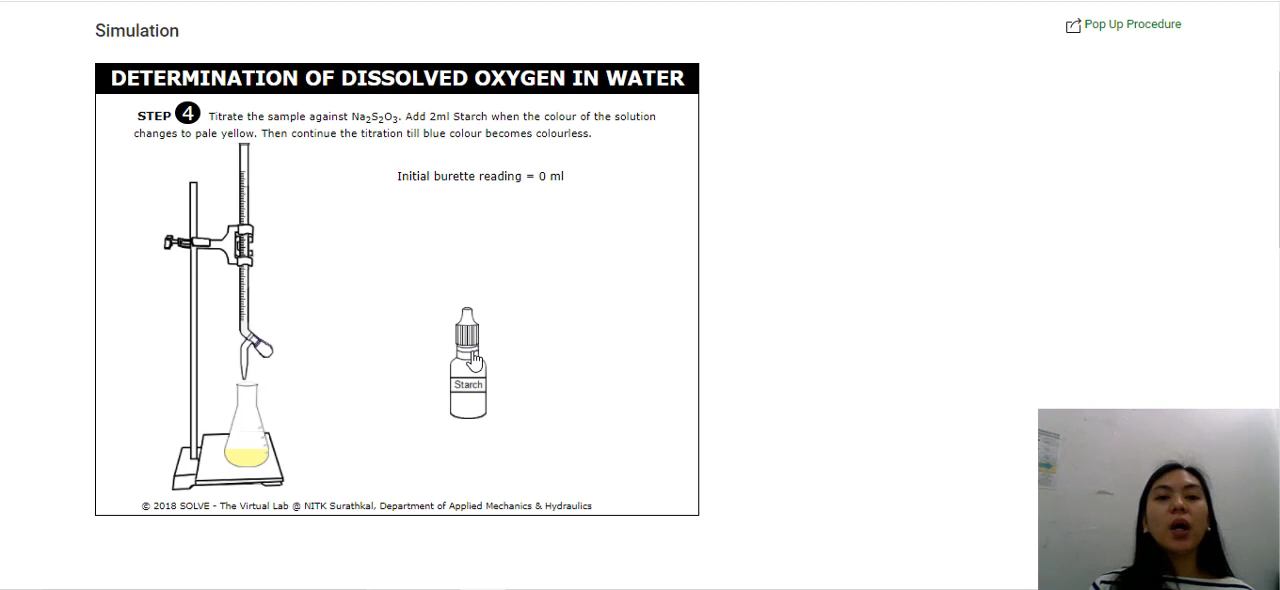 Simulation
Pop Up Procedure
DETERMINATION OF DISSOLVED OXYGEN IN WATER
STEP 4 Titrate the sample against Na₂S₂O₃. Add 2ml Starch when the colour of the solution
changes to pale yellow. Then continue the titration till blue colour becomes colourless.
Initial burette reading = 0 ml
Starch
© 2018 SOLVE - The Virtual Lab @ NITK Surathkal, Department of Applied Mechanics & Hydraulics